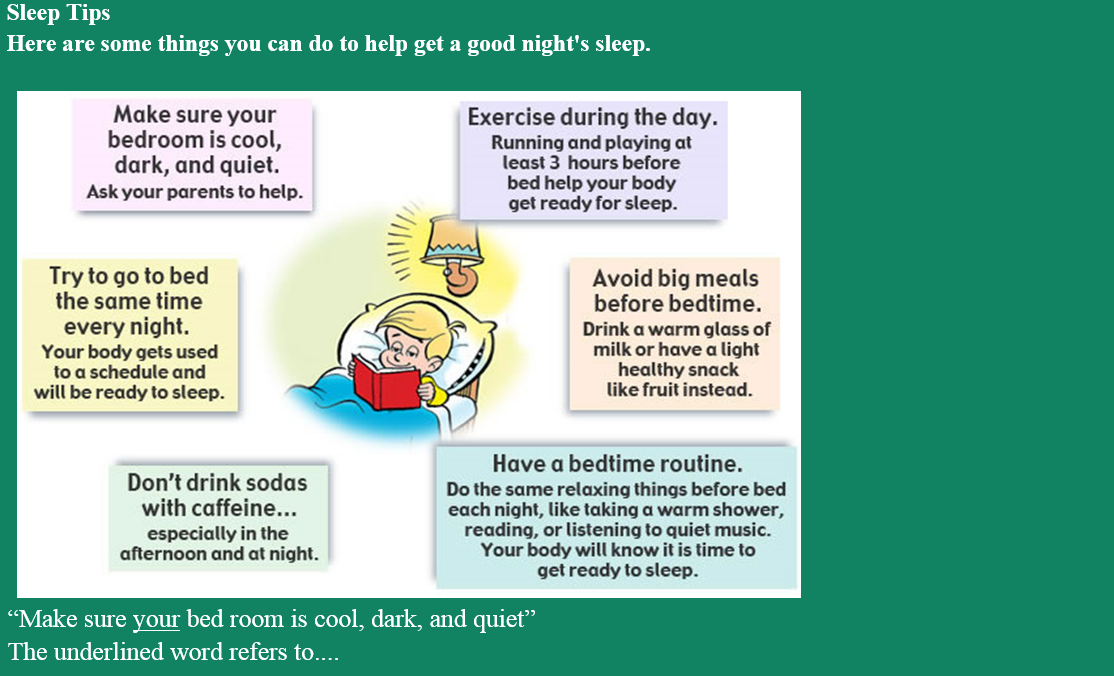 Sleep Tips
Here are some things you can do to help get a good night's sleep.
Make sure your
bedroom is cool,
dark, and quiet.
Ask your parents to help.
Exercise during the day.
Running and playing at
least 3 hours before
bed help your body
get ready for sleep.
Try to go to bed
the same time
every night.
Your body gets used
to a schedule and
will be ready to sleep.
Avoid big meals
before bedtime.
Drink a warm glass of
milk or have a light
healthy snack
like fruit instead.
Don't drink sodas
with caffeine...
especially in the
afternoon and at night.
Have a bedtime routine.
Do the same relaxing things before bed
each night, like taking a warm shower,
reading, or listening to quiet music.
Your body will know it is time to
get ready to sleep.
“Make sure your bed room is cool, dark, and quiet”
The underlined word refers to....